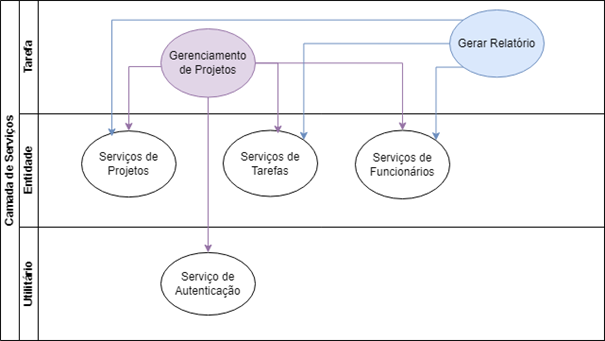 Camada de Serviços
Tarefa
Gerenciamento
de Projetos
Gerar Relatório
Entidade
Serviços de
Projetos
Serviços de
Tarefas
Serviços de
Funcionários
Utilitário
Serviço de
Autenticação